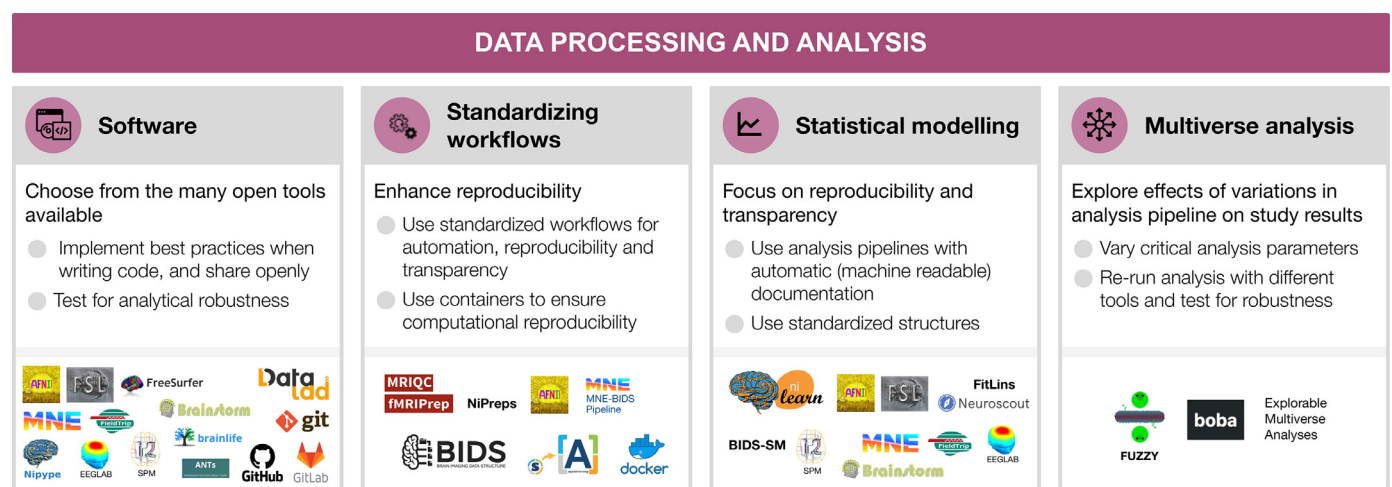 DATA PROCESSING AND ANALYSIS
Software
Choose from the many open tools
available
Implement best practices when
writing code, and share openly
Test for analytical robustness
AFNI
FSL
FreeSurfer
Data
lad
MNE
FieldTrip
Brainstorm
git
Nipype
EEGLAB
SPM
brainlife
ANTs
GitHub
GitLab
Standardizing
workflows
Enhance reproducibility
Use standardized workflows for
automation, reproducibility and
transparency
Use containers to ensure
computational reproducibility
MRIQC
fMRIPrep
NiPreps
AFNI
MNE
MNE-BIDS
Pipeline
BIDS
BRAIN IMAGING DATA STRUCTURE
S
[A]
docker
Statistical modelling
Focus on reproducibility and
transparency
Use analysis pipelines with
automatic (machine readable)
documentation
Use standardized structures
ni
learn
AFNI
FSL
FitLins
Neuroscout
BIDS-SM
SPM
MNE
FieldTrip
EEGLAB
Brainstorm
Multiverse analysis
Explore effects of variations in
analysis pipeline on study results
Vary critical analysis parameters
Re-run analysis with different
tools and test for robustness
FUZZY
boba
Explorable
Multiverse
Analyses